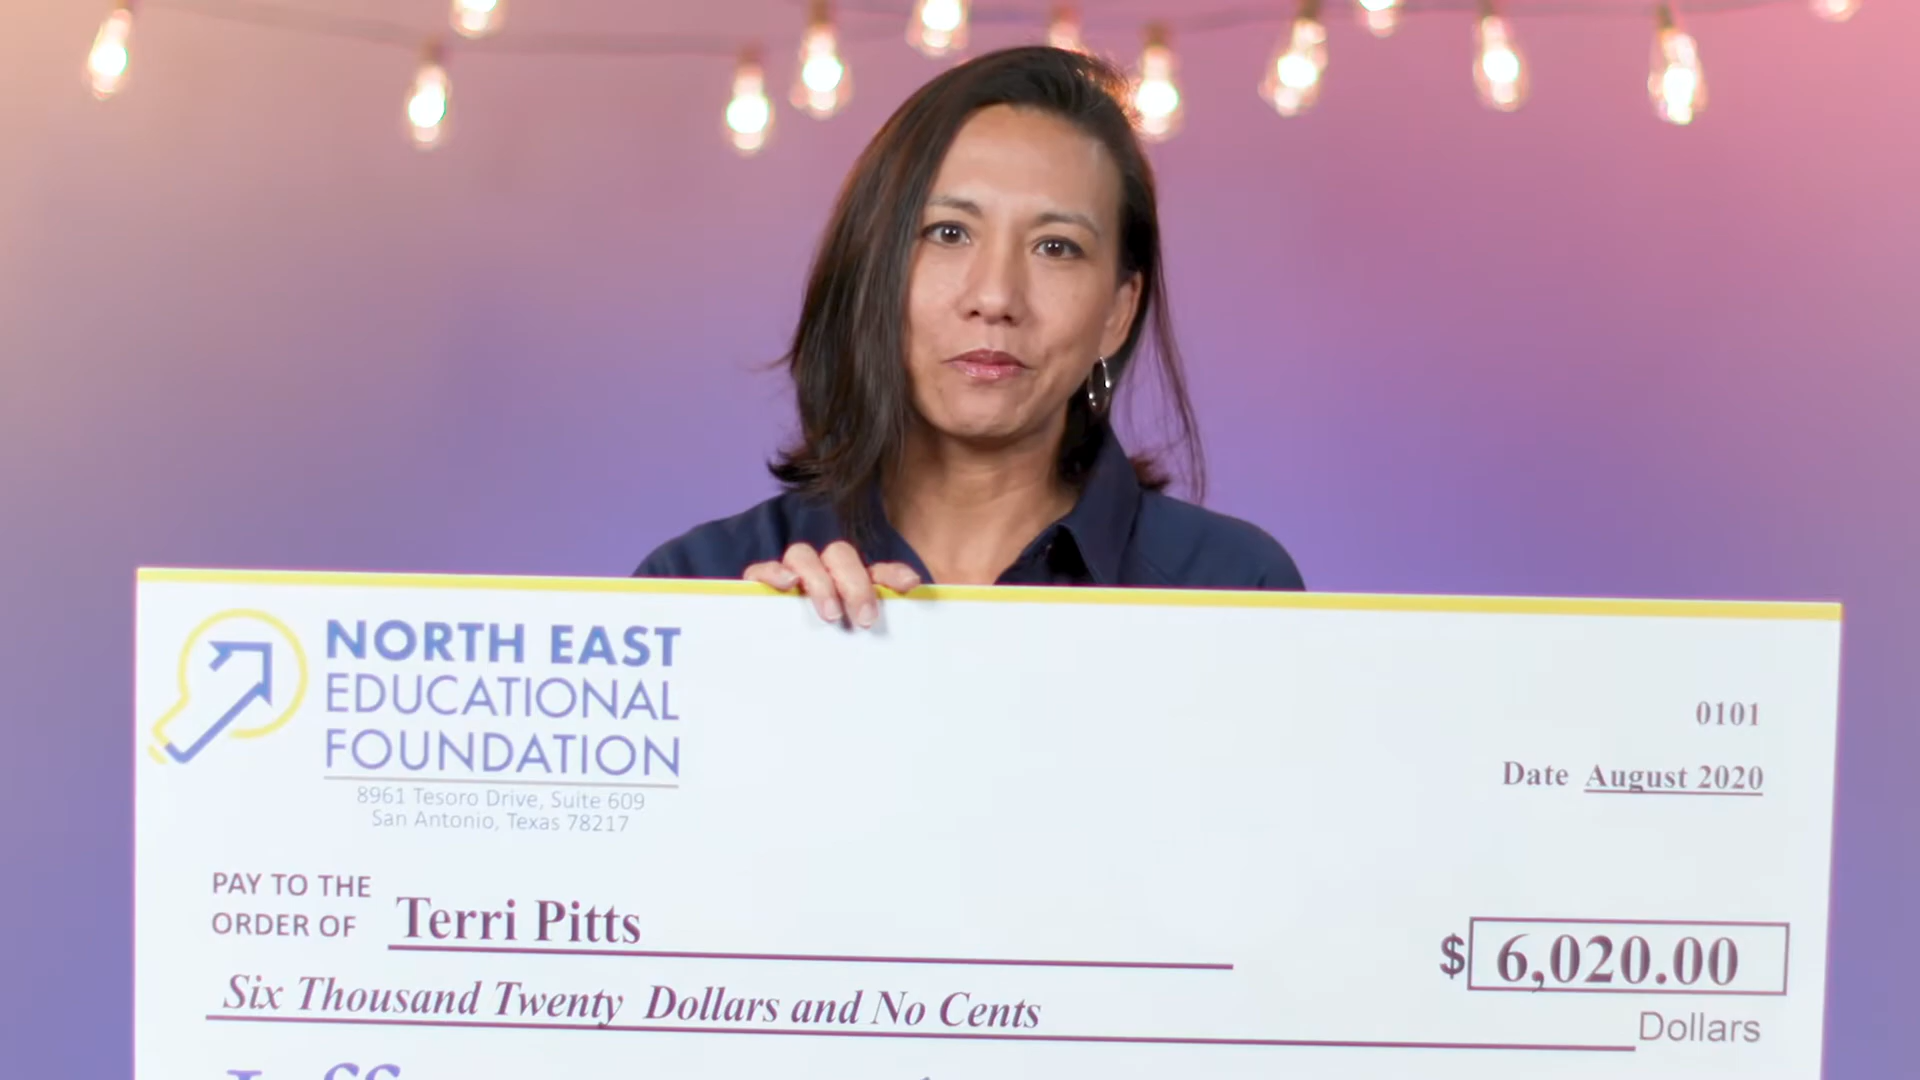 NORTH EAST
EDUCATIONAL
FOUNDATION
8961 Tesoro Drive, Suite 609
San Antonio, Texas 78217
0101
Date August 2020
PAY TO THE
ORDER OF Terri Pitts
$ 6,020.00
Six Thousand Twenty Dollars and No Cents
Dollars